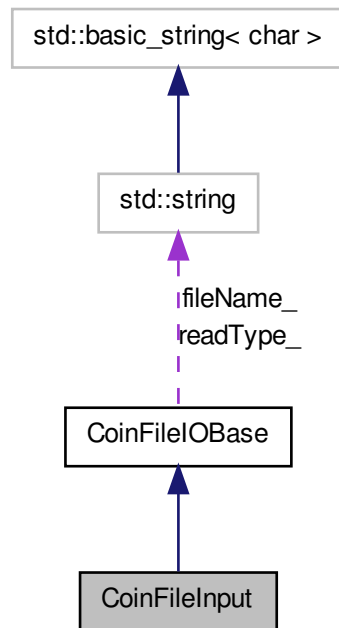 std::basic_string< char >
std::string
fileName_
readType_
CoinFileIOBase
CoinFileInput